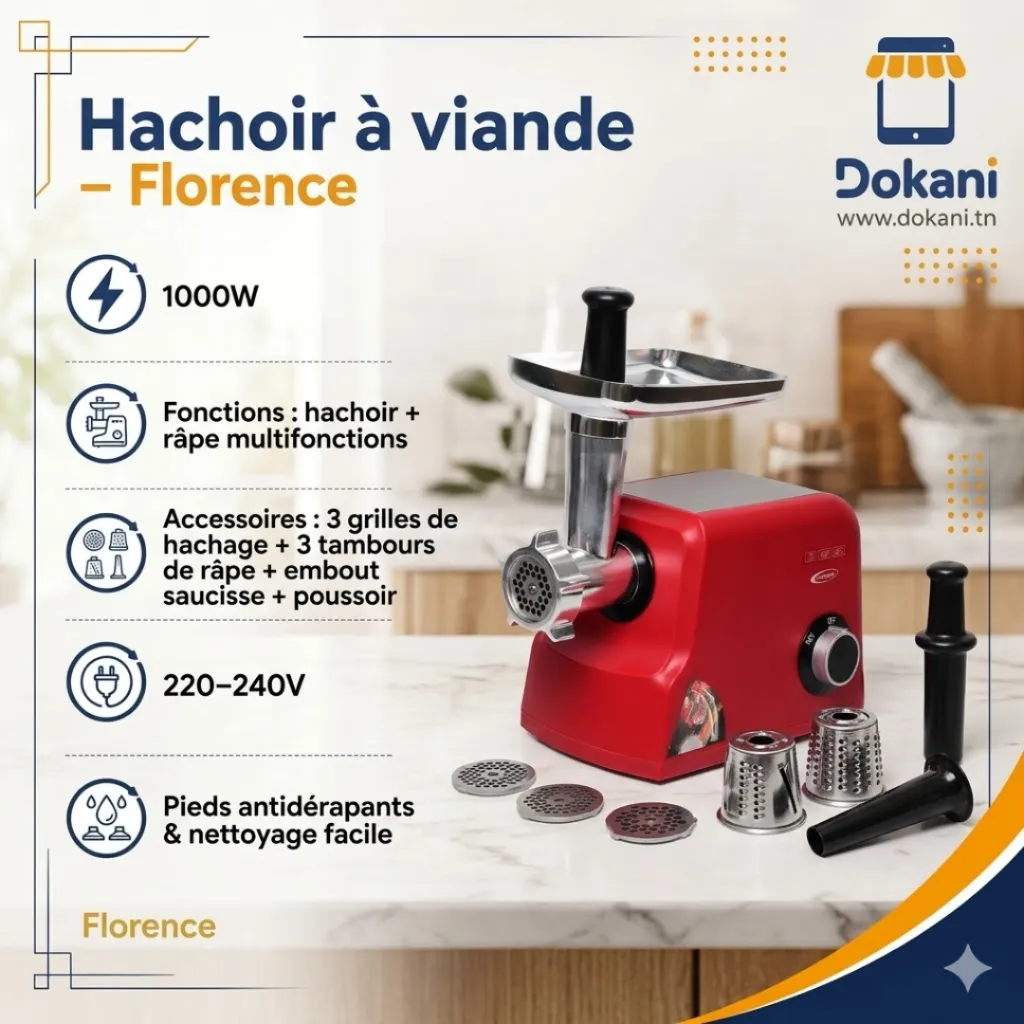 Hachoir à viande
– Florence
Dokani
www.dokani.tn
1000W
Fonctions : hachoir +
râpe multifonctions
Accessoires : 3 grilles de
hachage + 3 tambours
de râpe + embout
saucisse + poussoir
220–240V
Pieds antidérapants
& nettoyage facile
Florence